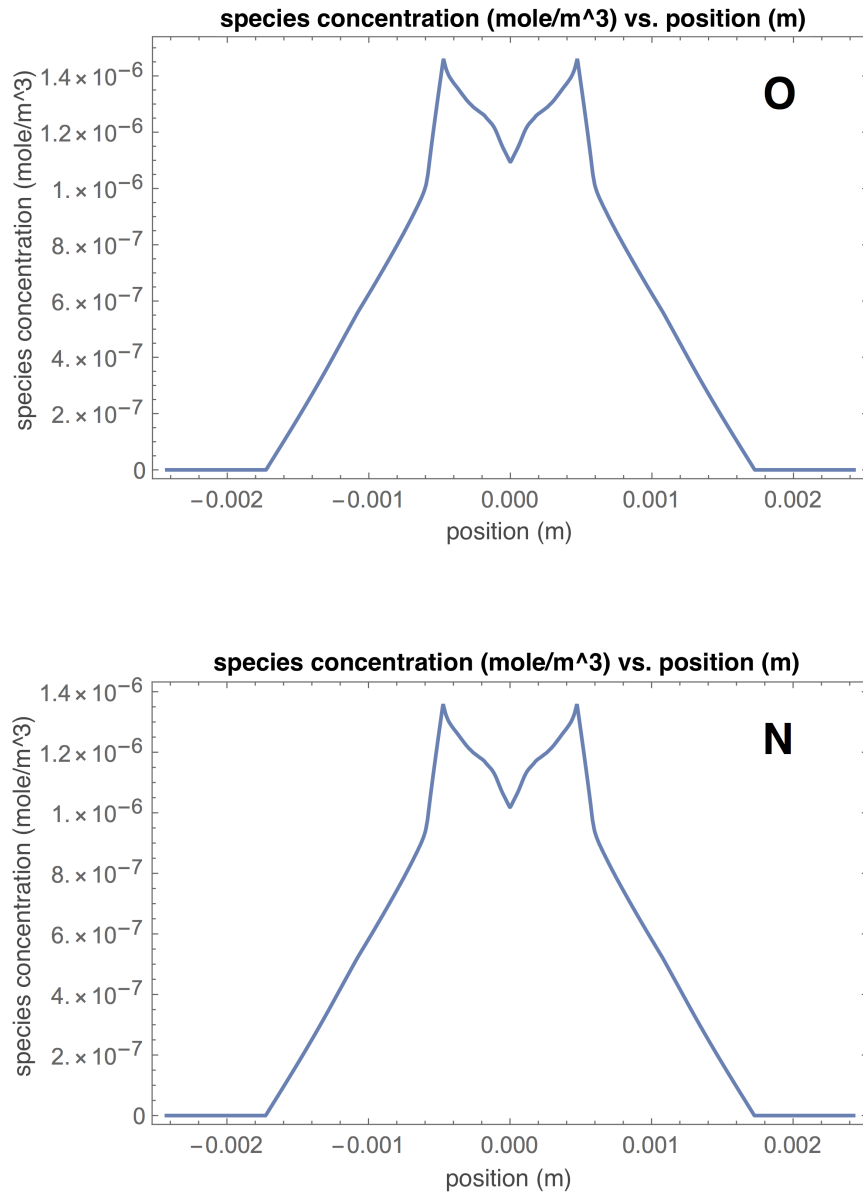 species concentration (mole/m^3) vs. position (m)
O
species concentration (mole/m^3)
1.4×10−6
1.2×10−6
1.×10−6
8.×10−7
6.×10−7
4.×10−7
2.×10−7
0
−0.002 −0.001 0.000 0.001 0.002
position (m)
species concentration (mole/m^3) vs. position (m)
N
species concentration (mole/m^3)
1.4×10−6
1.2×10−6
1.×10−6
8.×10−7
6.×10−7
4.×10−7
2.×10−7
0
−0.002 −0.001 0.000 0.001 0.002
position (m)